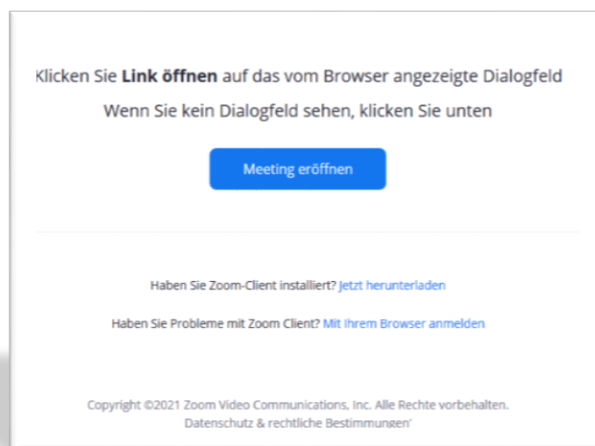 Klicken Sie Link öffnen auf das vom Browser angezeigte Dialogfeld
Wenn Sie kein Dialogfeld sehen, klicken Sie unten
Meeting eröffnen
Haben Sie Zoom-Client installiert? Jetzt herunterladen
Haben Sie Probleme mit Zoom Client? Mit Ihrem Browser anmelden
Copyright ©2021 Zoom Video Communications, Inc. Alle Rechte vorbehalten.
Datenschutz & rechtliche Bestimmungen